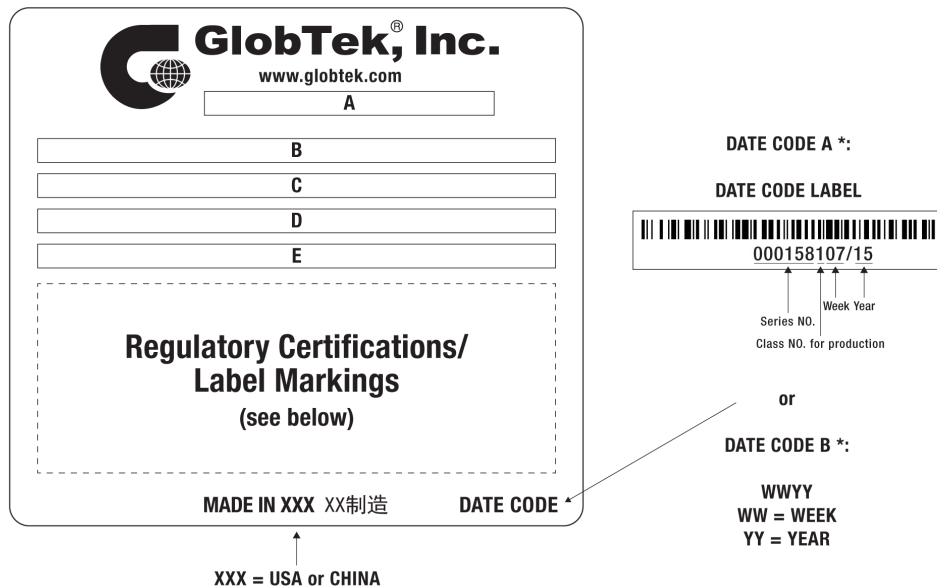 GlobTek,® Inc.
www.globtek.com
A
B
C
D
E
Regulatory Certifications/
Label Markings
(see below)
MADE IN XXX XX制造 DATE CODE
XXX = USA or CHINA
DATE CODE A *:
DATE CODE LABEL
000158107/15
Week Year
Series NO.
Class NO. for production
or
DATE CODE B *:
WWYY
WW = WEEK
YY = YEAR